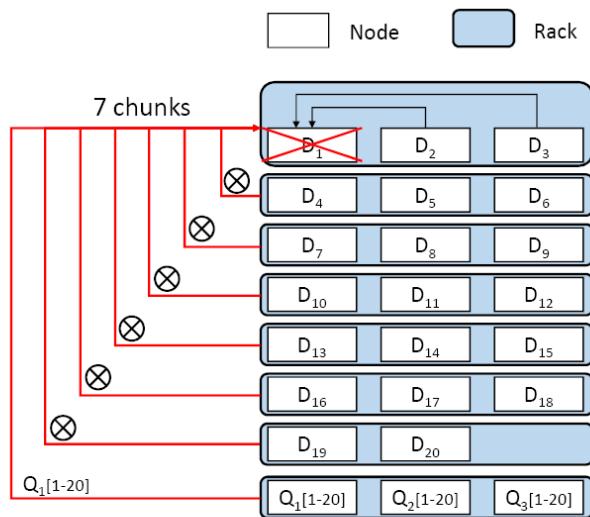 Node Rack
7 chunks
D₁ D₂ D₃
D₄ D₅ D₆
D₇ D₈ D₉
D₁₀ D₁₁ D₁₂
D₁₃ D₁₄ D₁₅
D₁₆ D₁₇ D₁₈
D₁₉ D₂₀
Q₁[1-20] Q₁[1-20] Q₂[1-20] Q₃[1-20]